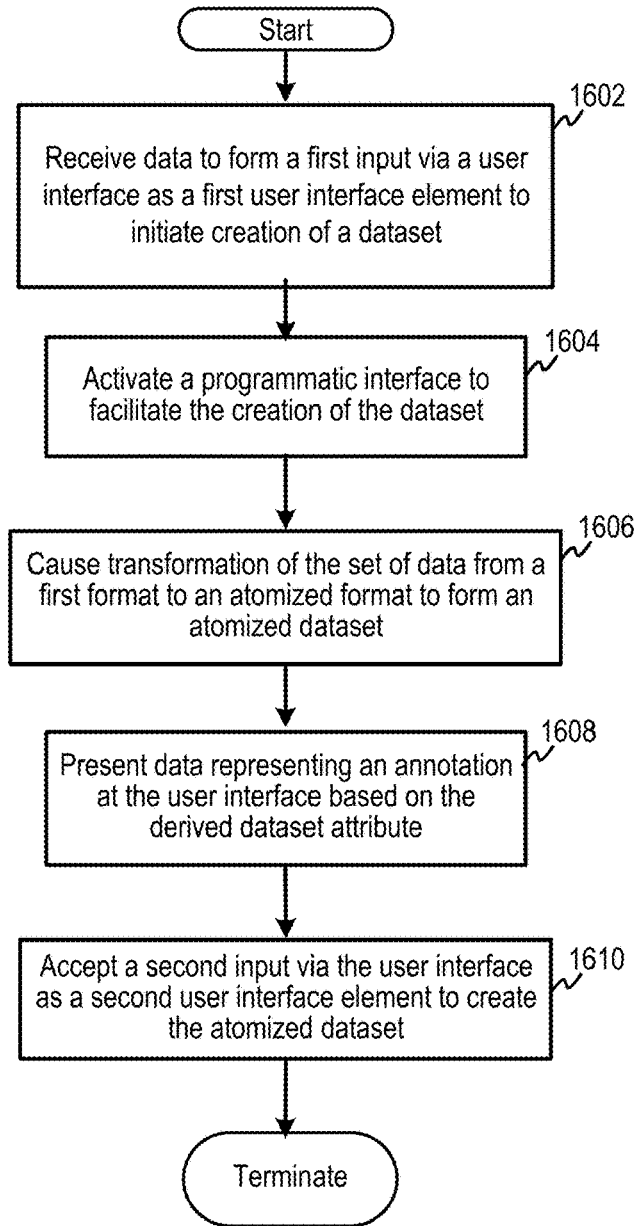 Start
1602
Receive data to form a first input via a user
interface as a first user interface element to
initiate creation of a dataset
1604
Activate a programmatic interface to
facilitate the creation of the dataset
1606
Cause transformation of the set of data from a
first format to an atomized format to form an
atomized dataset
1608
Present data representing an annotation
at the user interface based on the
derived dataset attribute
1610
Accept a second input via the user interface
as a second user interface element to create
the atomized dataset
Terminate